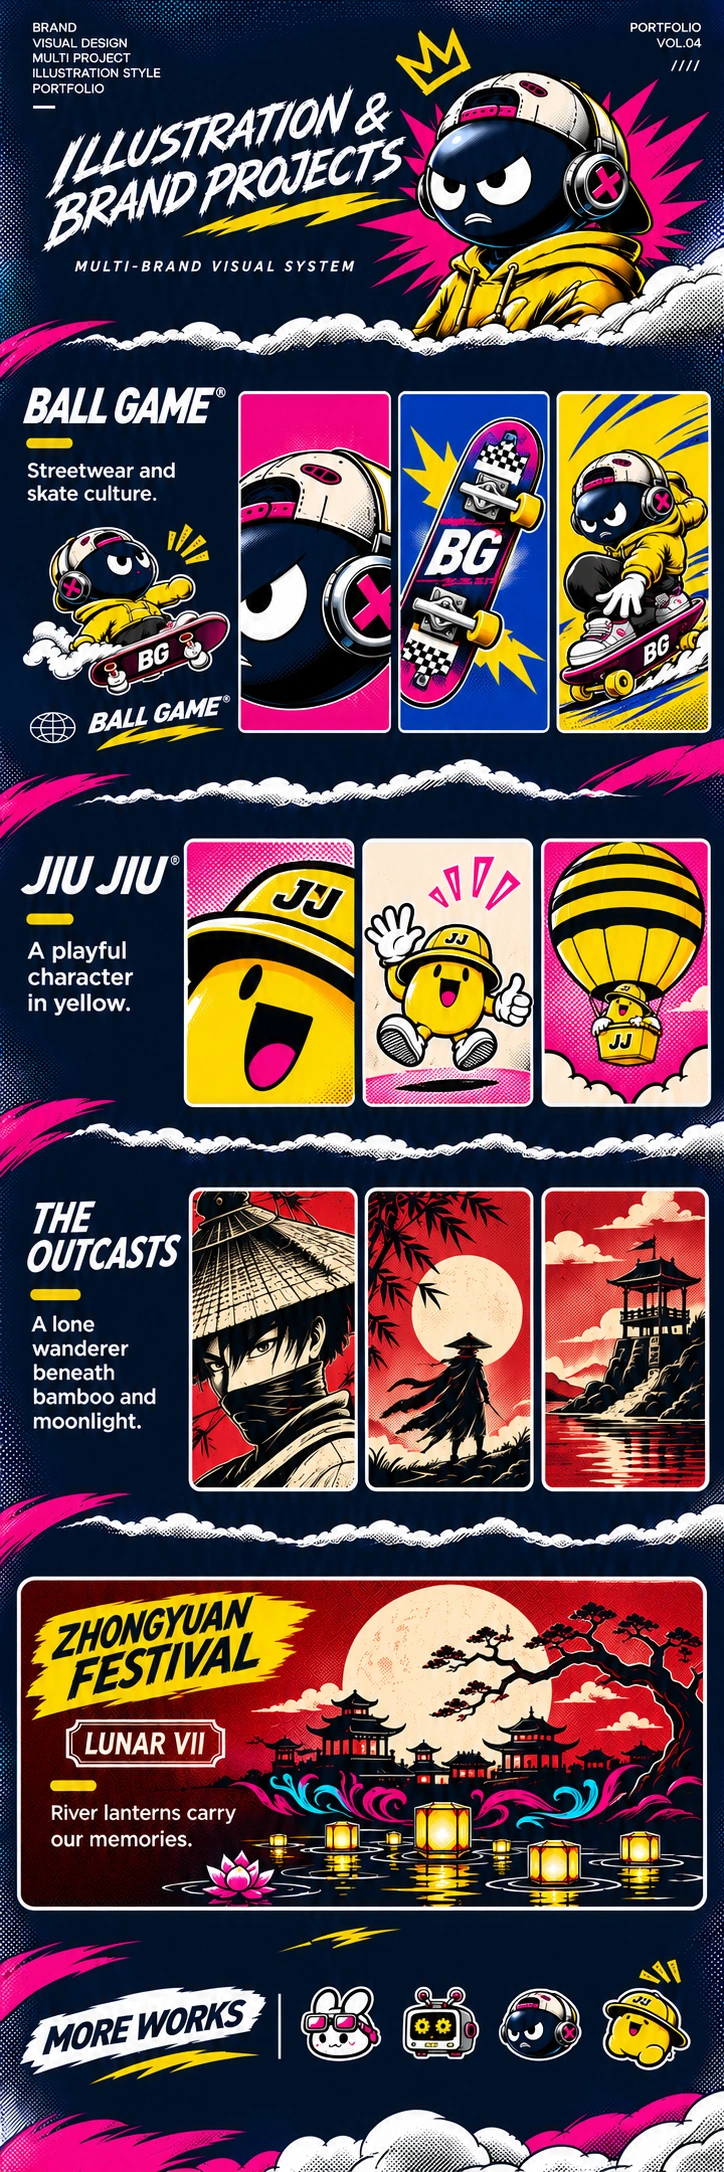 BRAND
VISUAL DESIGN
MULTI PROJECT
ILLUSTRATION STYLE
PORTFOLIO
PORTFOLIO
VOL.04
////
ILLUSTRATION &
BRAND PROJECTS
MULTI-BRAND VISUAL SYSTEM
BALL GAME®
Streetwear and
skate culture.
BG
BALL GAME®
BG
BG
JIU JIU®
A playful
character
in yellow.
JJ
JJ
JJ
THE
OUTCASTS
A lone
wanderer
beneath
bamboo and
moonlight.
ZHONGYUAN
FESTIVAL
LUNAR VII
River lanterns carry
our memories.
MORE WORKS
JJ